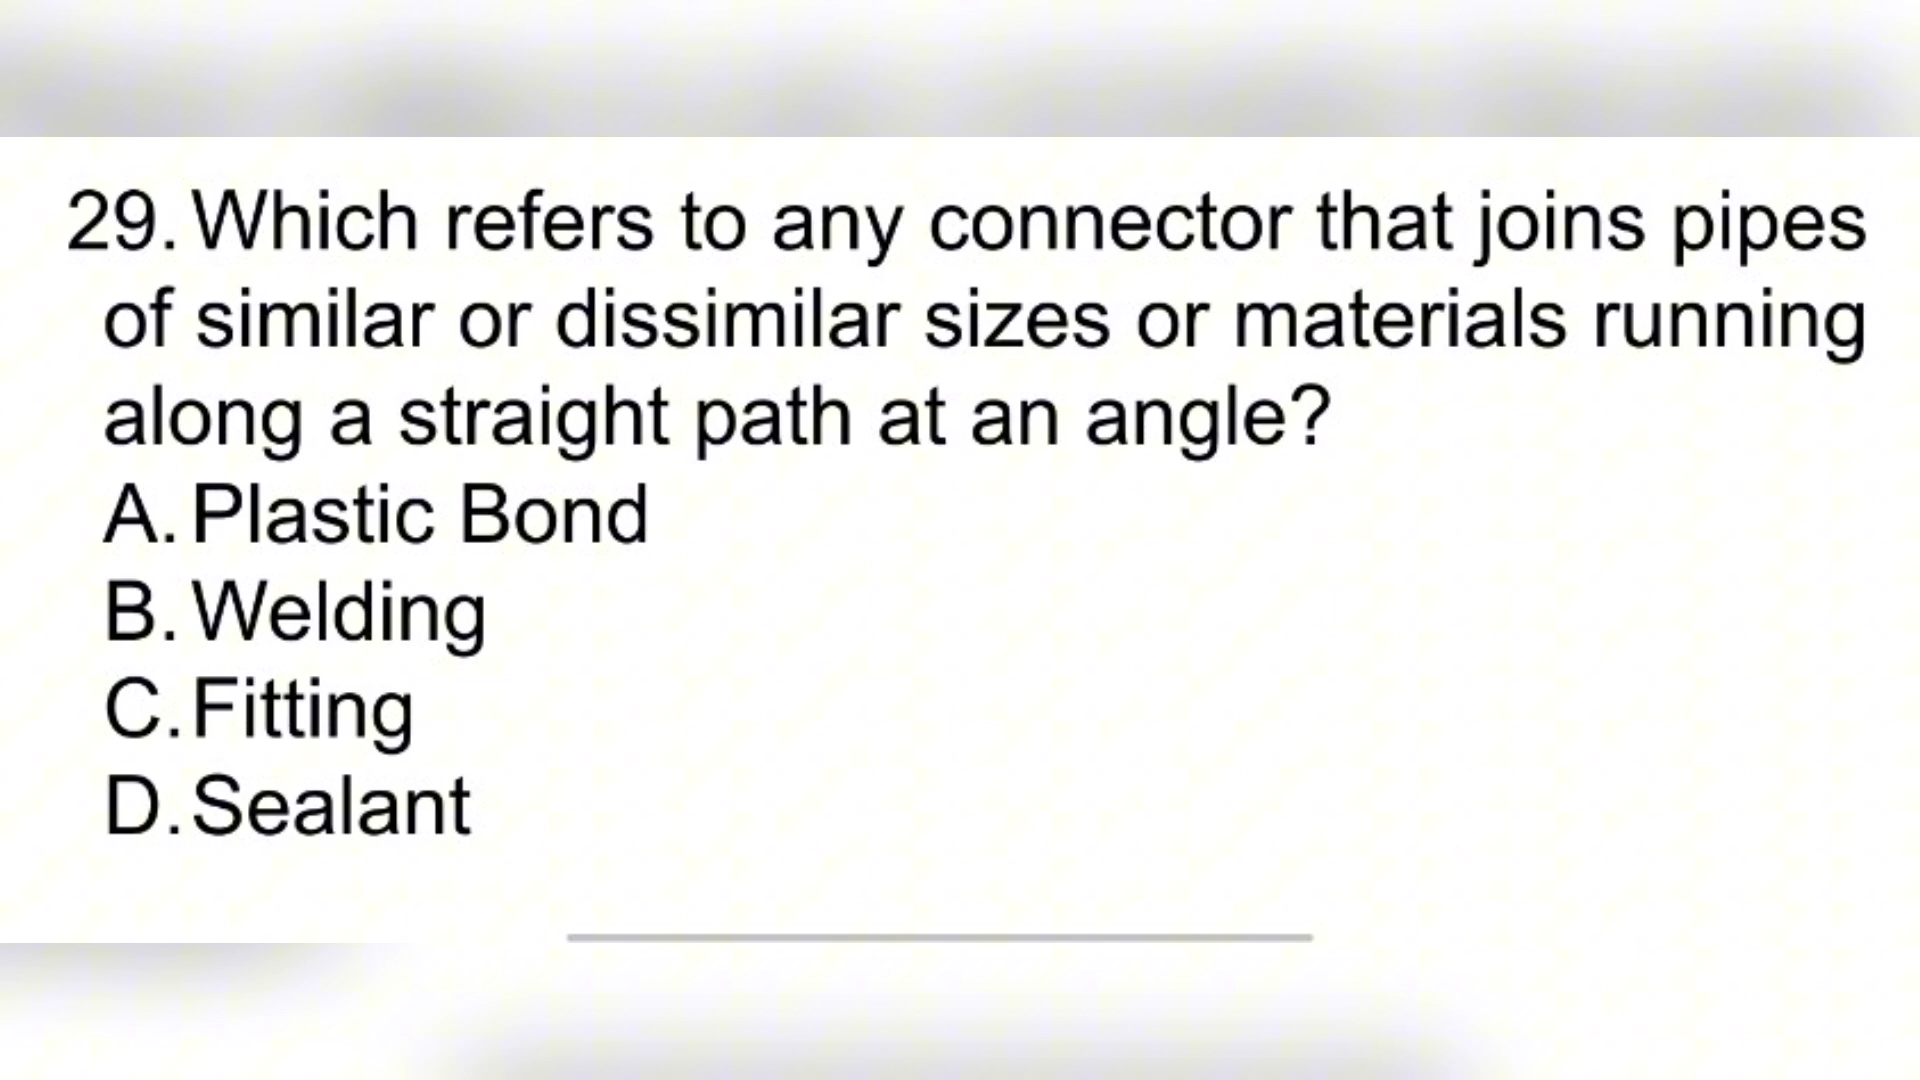 29. Which refers to any connector that joins pipes
of similar or dissimilar sizes or materials running
along a straight path at an angle?
A. Plastic Bond
B. Welding
C. Fitting
D. Sealant